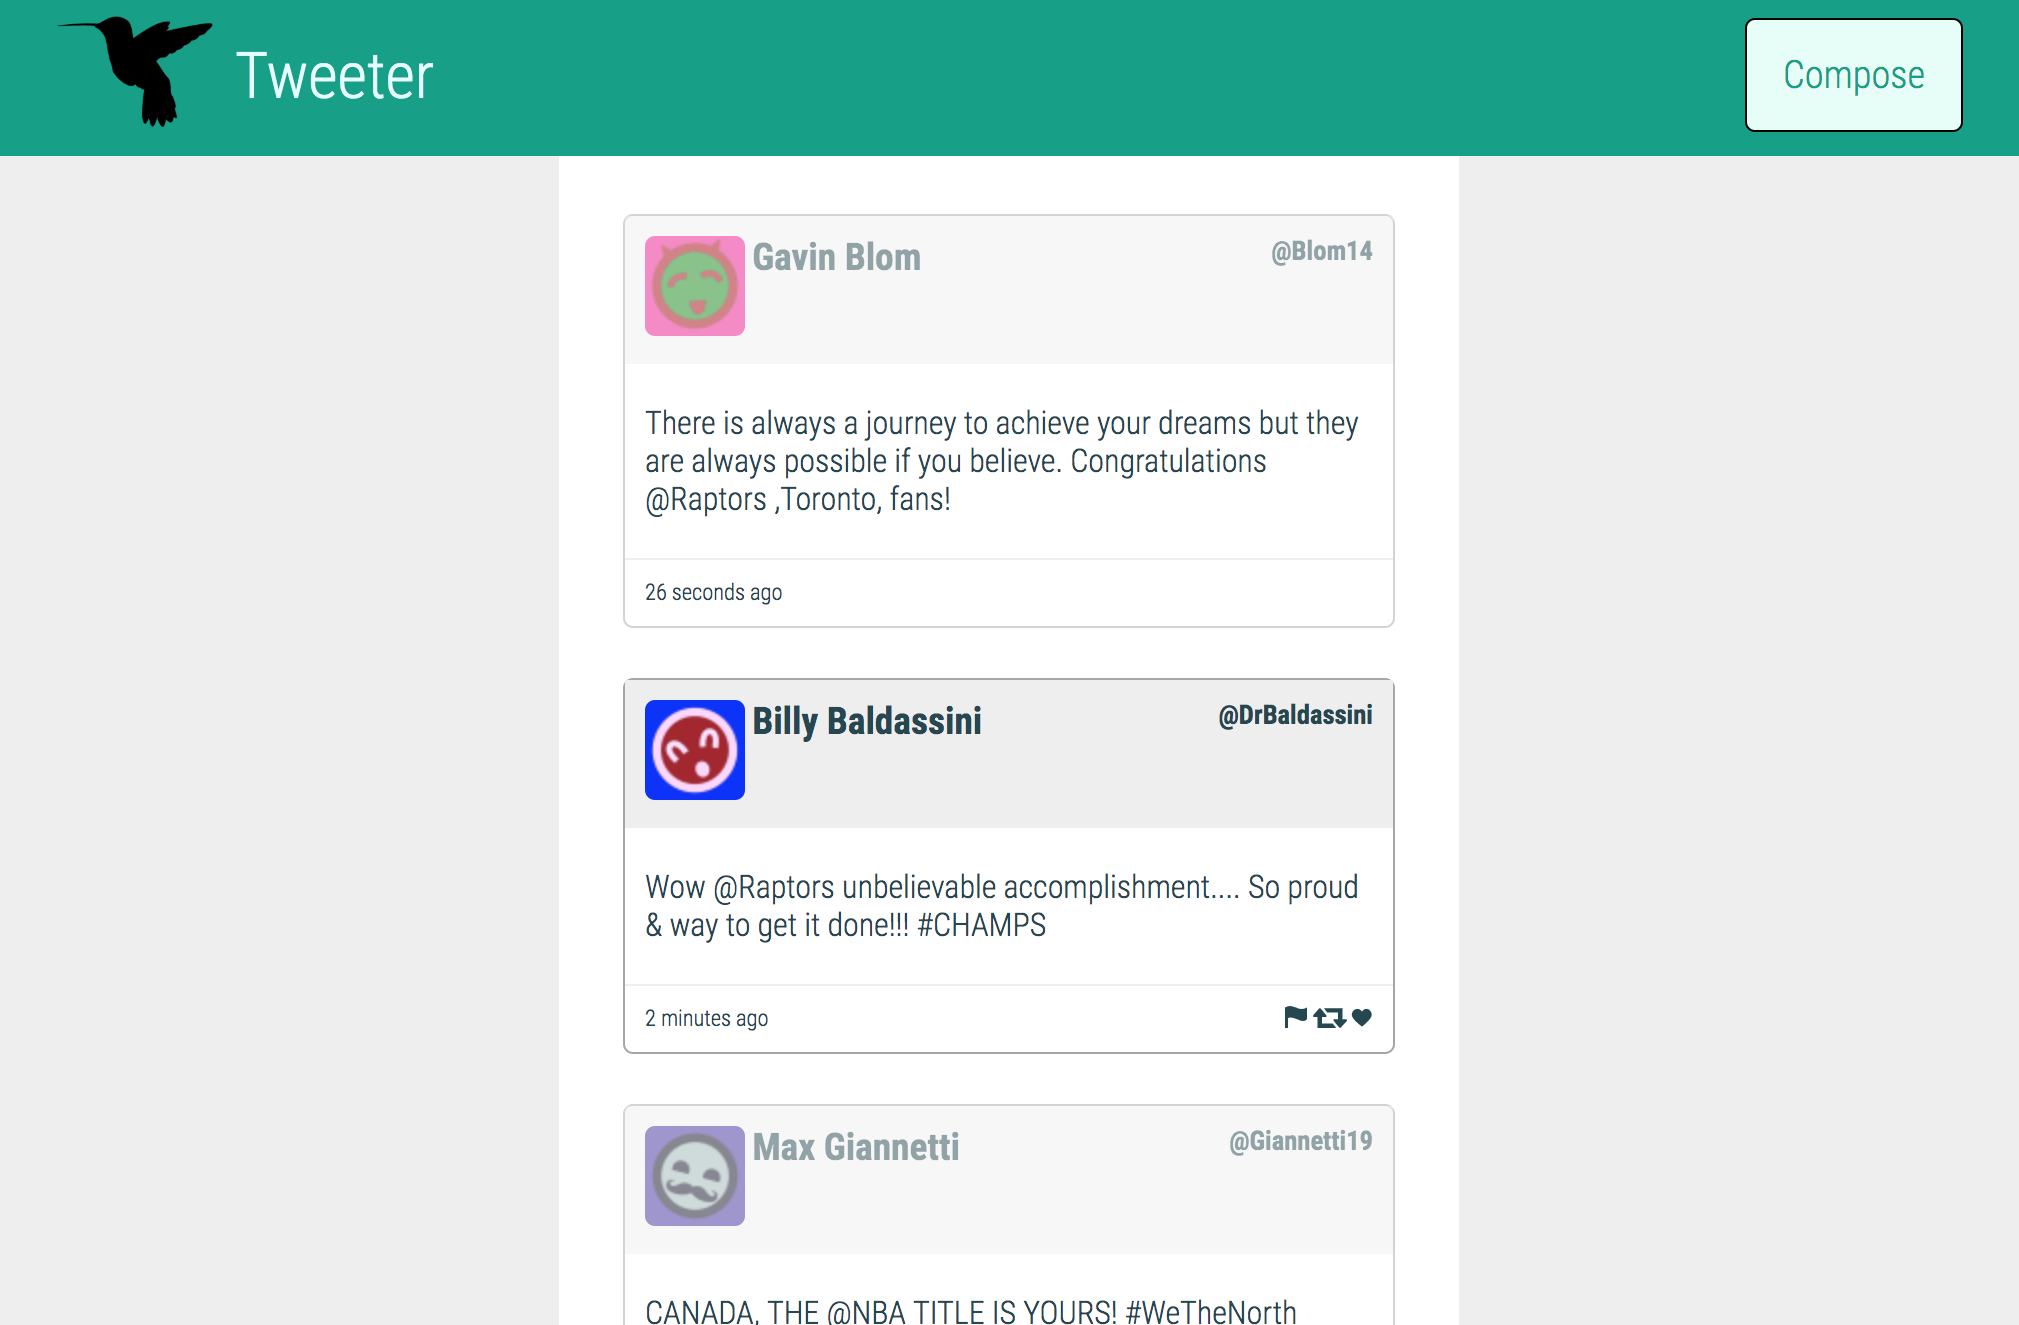 Tweeter
Compose
Gavin Blom
@Blom14
There is always a journey to achieve your dreams but they
are always possible if you believe. Congratulations
@Raptors ,Toronto, fans!
26 seconds ago
Billy Baldassini
@DrBaldassini
Wow @Raptors unbelievable accomplishment.... So proud
& way to get it done!!! #CHAMPS
2 minutes ago
Max Giannetti
@Giannetti19
CANADA, THE @NBA TITLE IS YOURS! #WeTheNorth